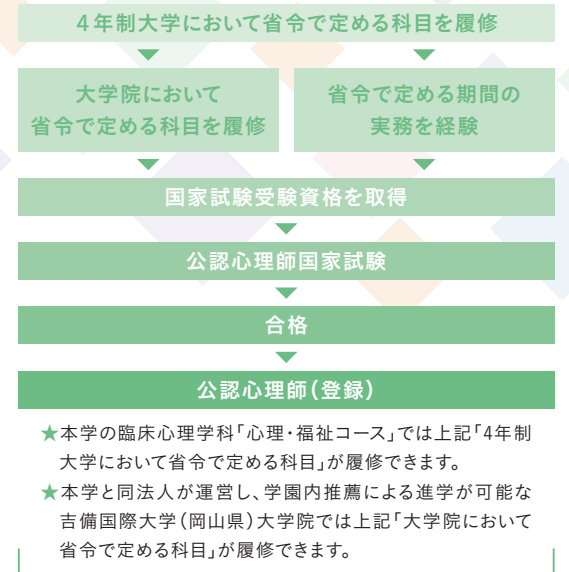 4年制大学において省令で定める科目を履修
大学院において
省令で定める科目を履修
省令で定める期間の
実務を経験
国家試験受験資格を取得
公認心理師国家試験
合格
公認心理師(登録)
★本学の臨床心理学科「心理・福祉コース」では上記「4年制
大学において省令で定める科目」が履修できます。
★本学と同法人が運営し、学園内推薦による進学が可能な
吉備国際大学(岡山県)大学院では上記「大学院において
省令で定める科目」が履修できます。